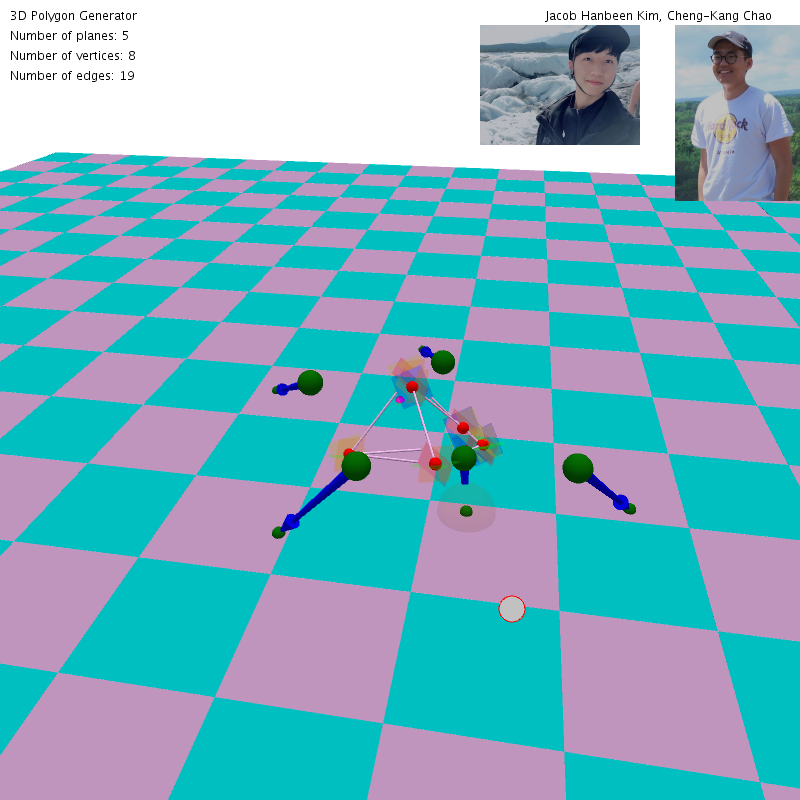 3D Polygon Generator
Jacob Hanbeen Kim, Cheng-Kang Chao
Number of planes: 5
Number of vertices: 8
Number of edges: 19